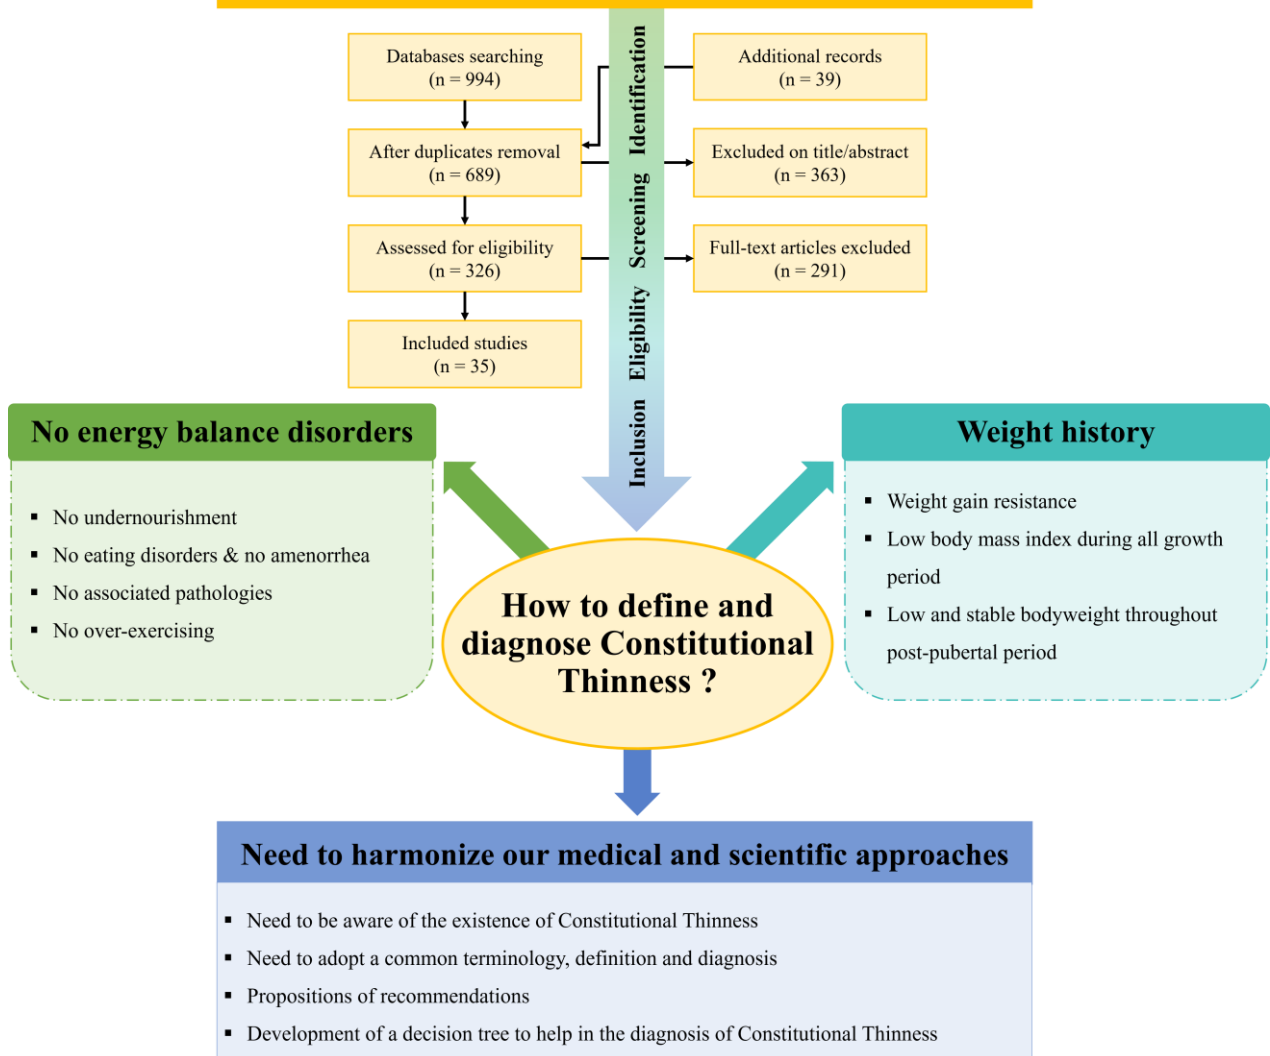 Databases searching
(n = 994)
Additional records
(n = 39)
After duplicates removal
(n = 689)
Excluded on title/abstract
(n = 363)
Assessed for eligibility
(n = 326)
Full-text articles excluded
(n = 291)
Included studies
(n = 35)
Inclusion Eligibility Screening Identification
No energy balance disorders
▪ No undernourishment
▪ No eating disorders & no amenorrhea
▪ No associated pathologies
▪ No over-exercising
Weight history
▪ Weight gain resistance
▪ Low body mass index during all growth
period
▪ Low and stable bodyweight throughout
post-pubertal period
How to define and
diagnose Constitutional
Thinness ?
Need to harmonize our medical and scientific approaches
▪ Need to be aware of the existence of Constitutional Thinness
▪ Need to adopt a common terminology, definition and diagnosis
▪ Propositions of recommendations
▪ Development of a decision tree to help in the diagnosis of Constitutional Thinness